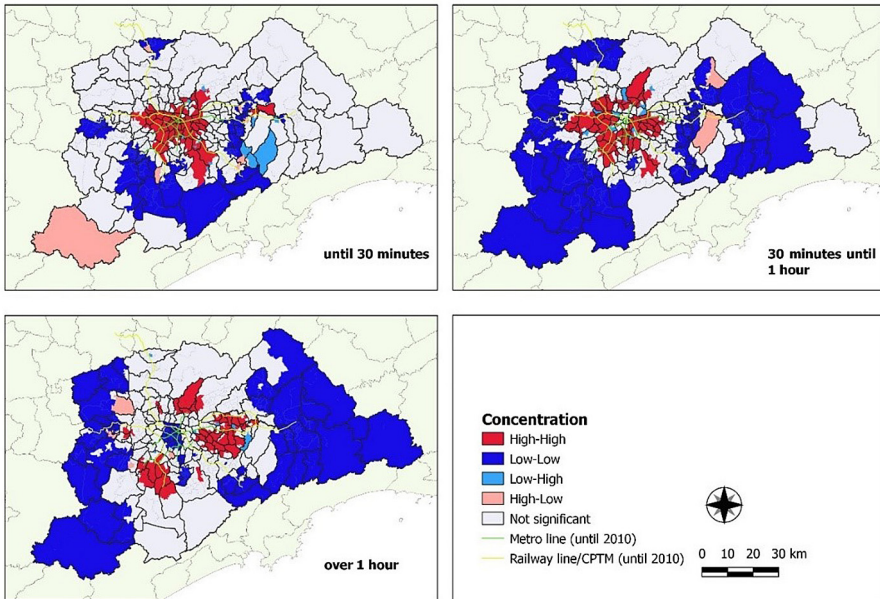 until 30 minutes
30 minutes until
1 hour
over 1 hour
Concentration
High-High
Low-Low
Low-High
High-Low
Not significant
Metro line (until 2010)
Railway line/CPTM (until 2010)
0 10 20 30 km